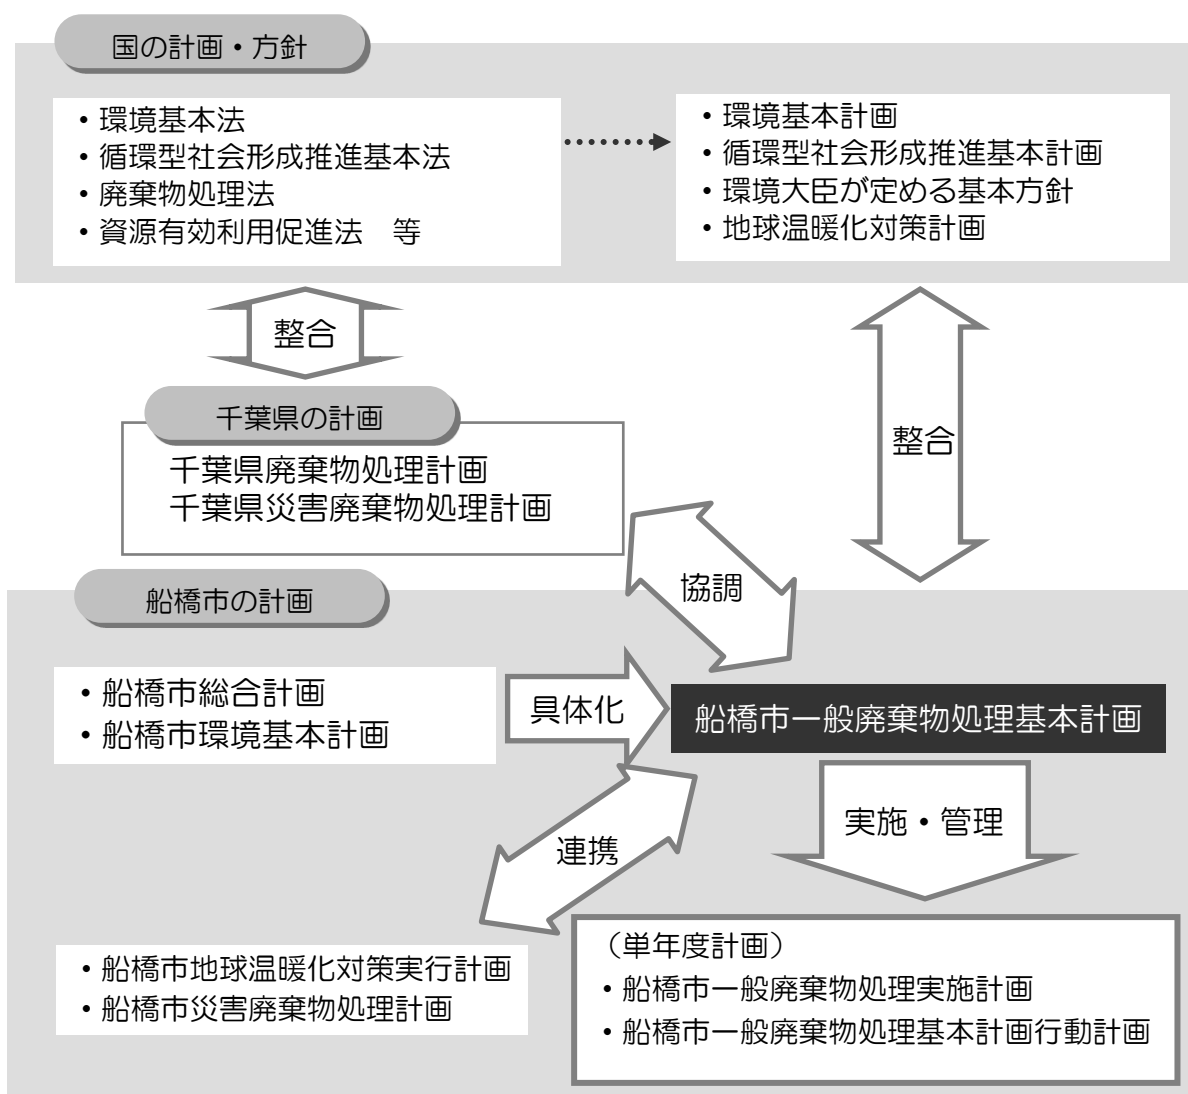 国の計画・方針
・環境基本法
・循環型社会形成推進基本法
・廃棄物処理法
・資源有効利用促進法　等
・環境基本計画
・循環型社会形成推進基本計画
・環境大臣が定める基本方針
・地球温暖化対策計画
整合
整合
千葉県の計画
千葉県廃棄物処理計画
千葉県災害廃棄物処理計画
協調
船橋市の計画
・船橋市総合計画
・船橋市環境基本計画
具体化
船橋市一般廃棄物処理基本計画
連携
実施・管理
・船橋市地球温暖化対策実行計画
・船橋市災害廃棄物処理計画
（単年度計画）
・船橋市一般廃棄物処理実施計画
・船橋市一般廃棄物処理基本計画行動計画